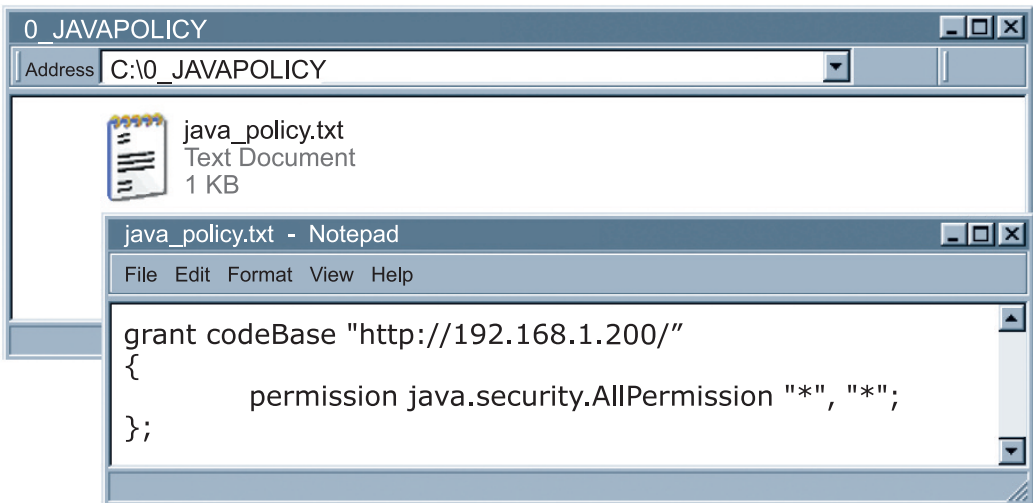 0_JAVAPOLICY
Address C:\0_JAVAPOLICY
java_policy.txt
Text Document
1 KB
java_policy.txt - Notepad
File Edit Format View Help
grant codeBase "http://192.168.1.200/”
{
permission java.security.AllPermission "*", "*";
};